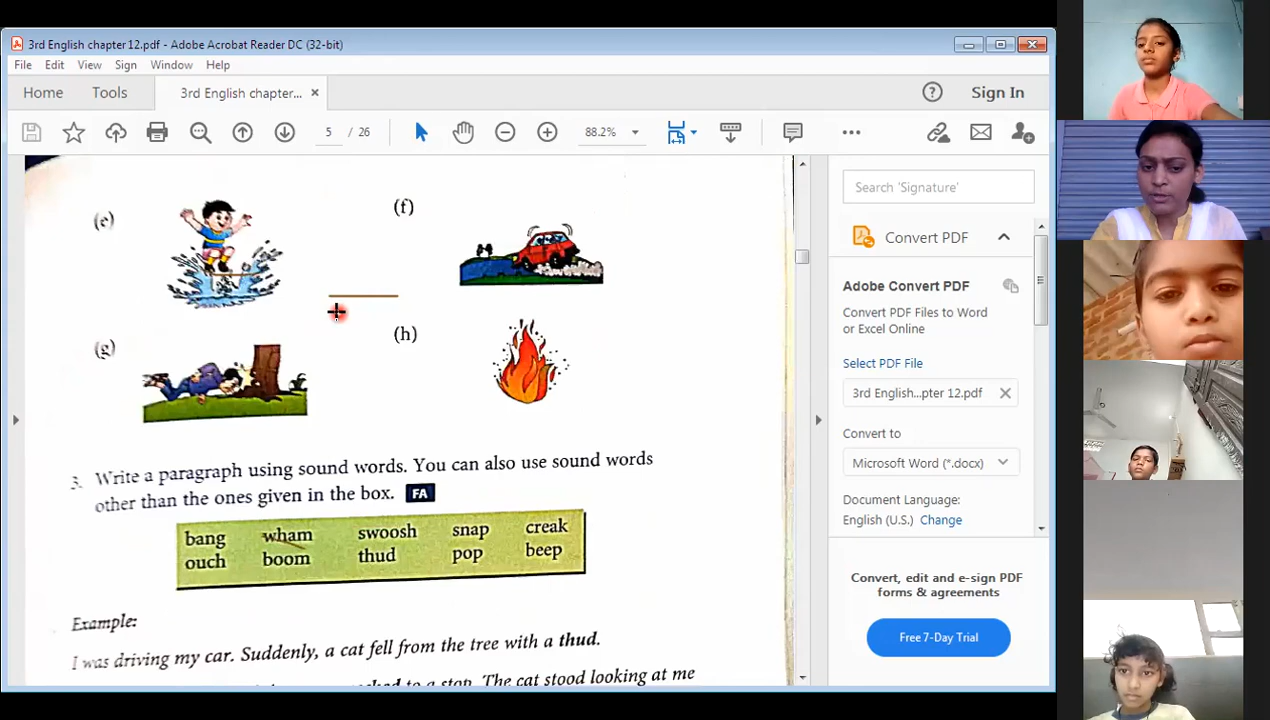 3rd English chapter 12.pdf - Adobe Acrobat Reader DC (32-bit)
File Edit View Sign Window Help
Home Tools 3rd English chapter... × Sign In
5 / 26 88.2%
(e) (f)
(g) (h)
3. Write a paragraph using sound words. You can also use sound words
other than the ones given in the box. FA
bang wham swoosh snap creak
ouch boom thud pop beep
Example:
I was driving my car. Suddenly, a cat fell from the tree with a thud.
to a stop. The cat stood looking at me
Search 'Signature'
Convert PDF
Adobe Convert PDF
Convert PDF Files to Word
or Excel Online
Select PDF File
3rd English...pter 12.pdf ×
Convert to
Microsoft Word (*.docx)
Document Language:
English (U.S.) Change
Convert, edit and e-sign PDF
forms & agreements
Free 7-Day Trial